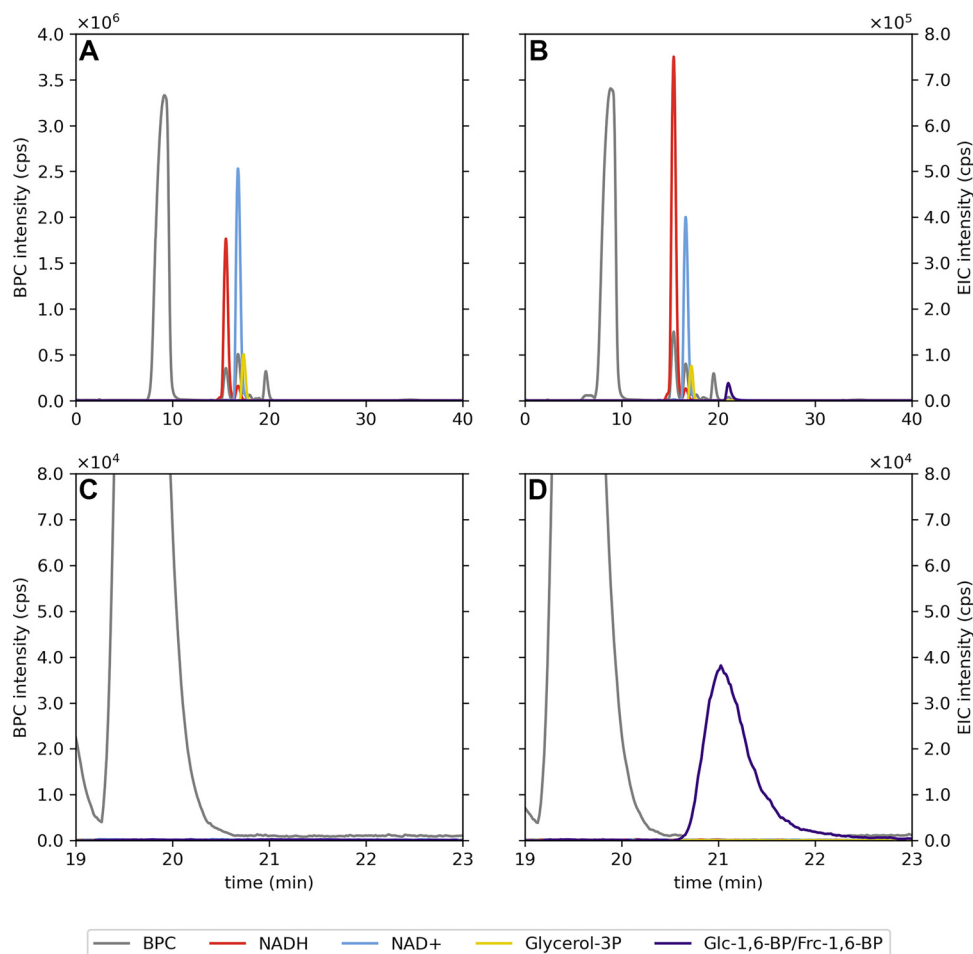 ×10⁶ ×10⁵
A B
4.0 8.0
3.5 7.0
3.0 6.0
2.5 5.0
2.0 4.0
1.5 3.0
1.0 2.0
0.5 1.0
0.0 0.0
BPC intensity (cps)
EIC intensity (cps)
0 10 20 30 40 0 10 20 30 40
×10⁴ ×10⁴
C D
8.0 8.0
7.0 7.0
6.0 6.0
5.0 5.0
4.0 4.0
3.0 3.0
2.0 2.0
1.0 1.0
0.0 0.0
BPC intensity (cps)
EIC intensity (cps)
19 20 21 22 23 19 20 21 22 23
time (min) time (min)
BPC NADH NAD+ Glycerol-3P Glc-1,6-BP/Frc-1,6-BP